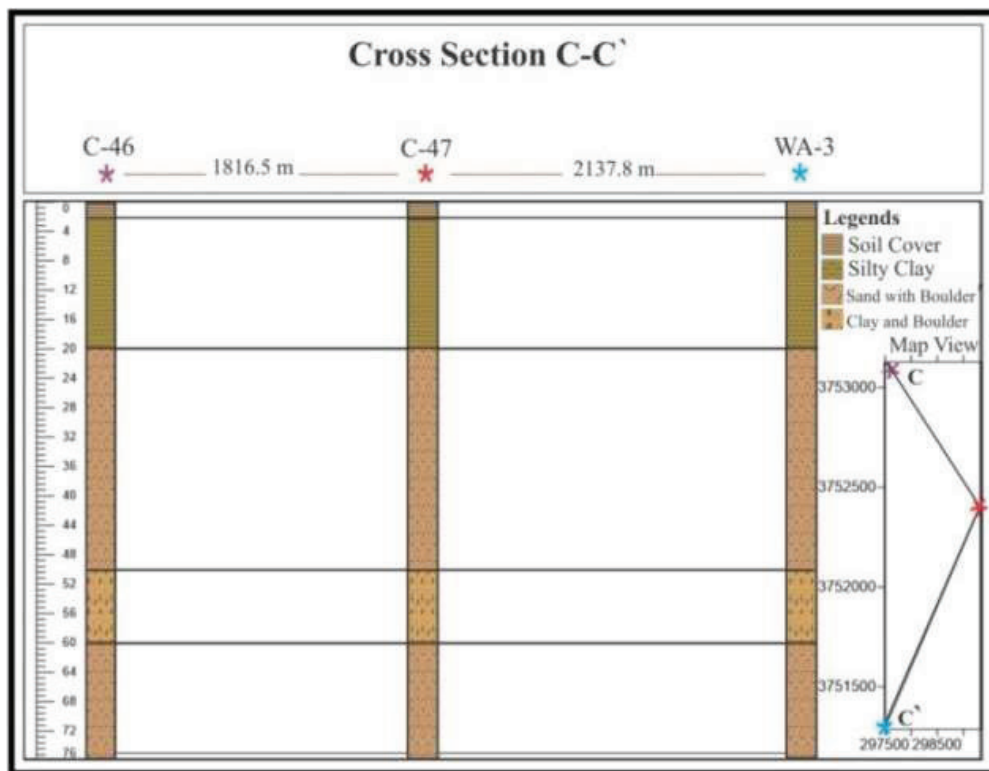 Cross Section C-C`
C-46
1816.5 m
C-47
2137.8 m
WA-3
0
4
8
12
16
20
24
28
32
36
40
44
48
52
56
60
64
68
72
76
Legends
Soil Cover
Silty Clay
Sand with Boulder
Clay and Boulder
Map View
C
3753000
3752500
3752000
3751500
C`
297500 298500